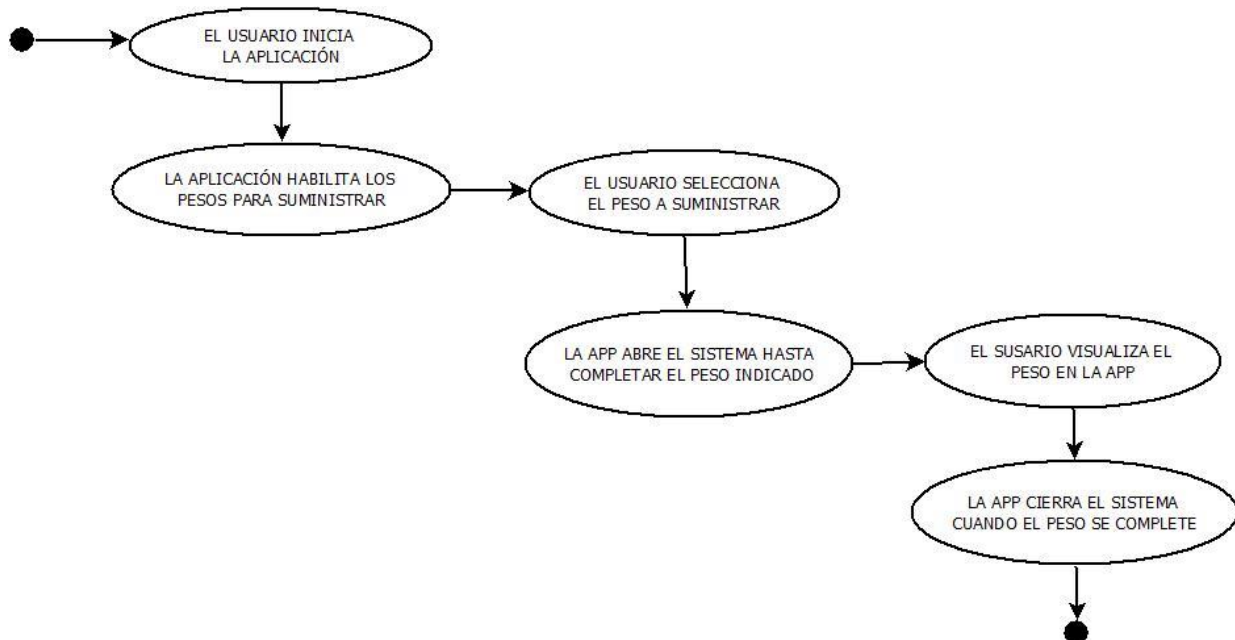 EL USUARIO INICIA
LA APLICACIÓN
LA APLICACIÓN HABILITA LOS
PESOS PARA SUMINISTRAR
EL USUARIO SELECCIONA
EL PESO A SUMINISTRAR
LA APP ABRE EL SISTEMA HASTA
COMPLETAR EL PESO INDICADO
EL SUSARIO VISUALIZA EL
PESO EN LA APP
LA APP CIERRA EL SISTEMA
CUANDO EL PESO SE COMPLETE